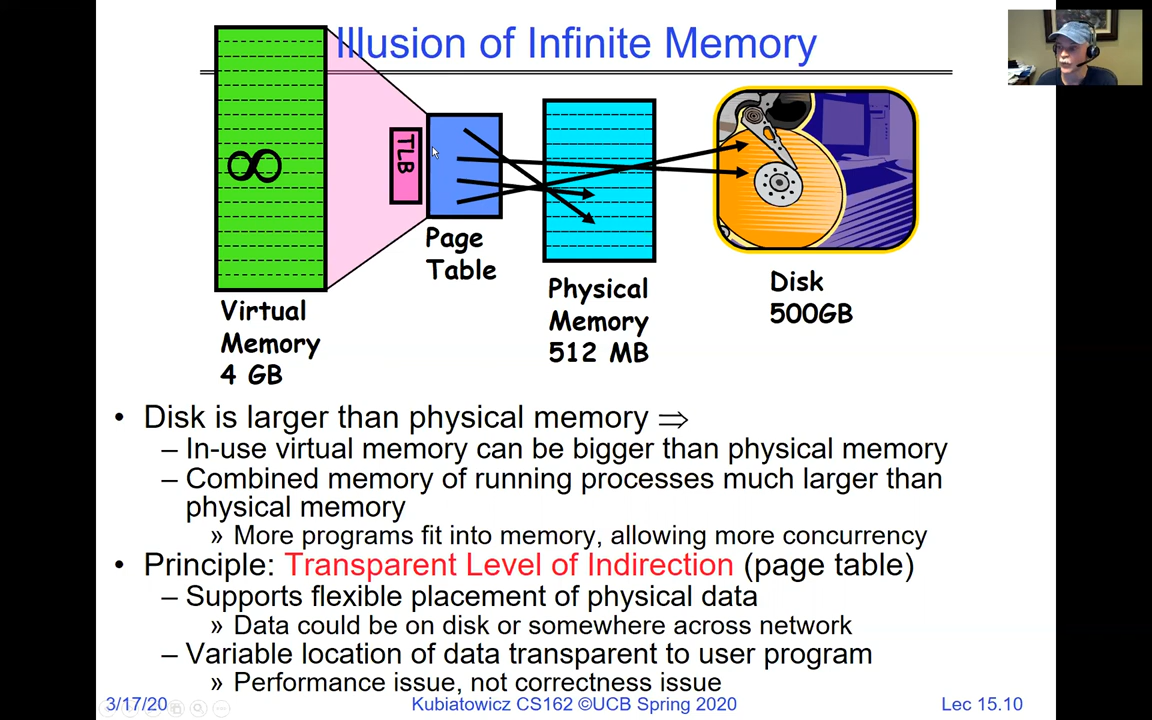 Illusion of Infinite Memory
∞
TLB
Page
Table
Virtual
Memory
4 GB
Physical
Memory
512 MB
Disk
500GB
• Disk is larger than physical memory ⇒
– In-use virtual memory can be bigger than physical memory
– Combined memory of running processes much larger than
physical memory
» More programs fit into memory, allowing more concurrency
• Principle: Transparent Level of Indirection (page table)
– Supports flexible placement of physical data
» Data could be on disk or somewhere across network
– Variable location of data transparent to user program
» Performance issue, not correctness issue
3/17/20
Kubiatowicz CS162 ©UCB Spring 2020
Lec 15.10